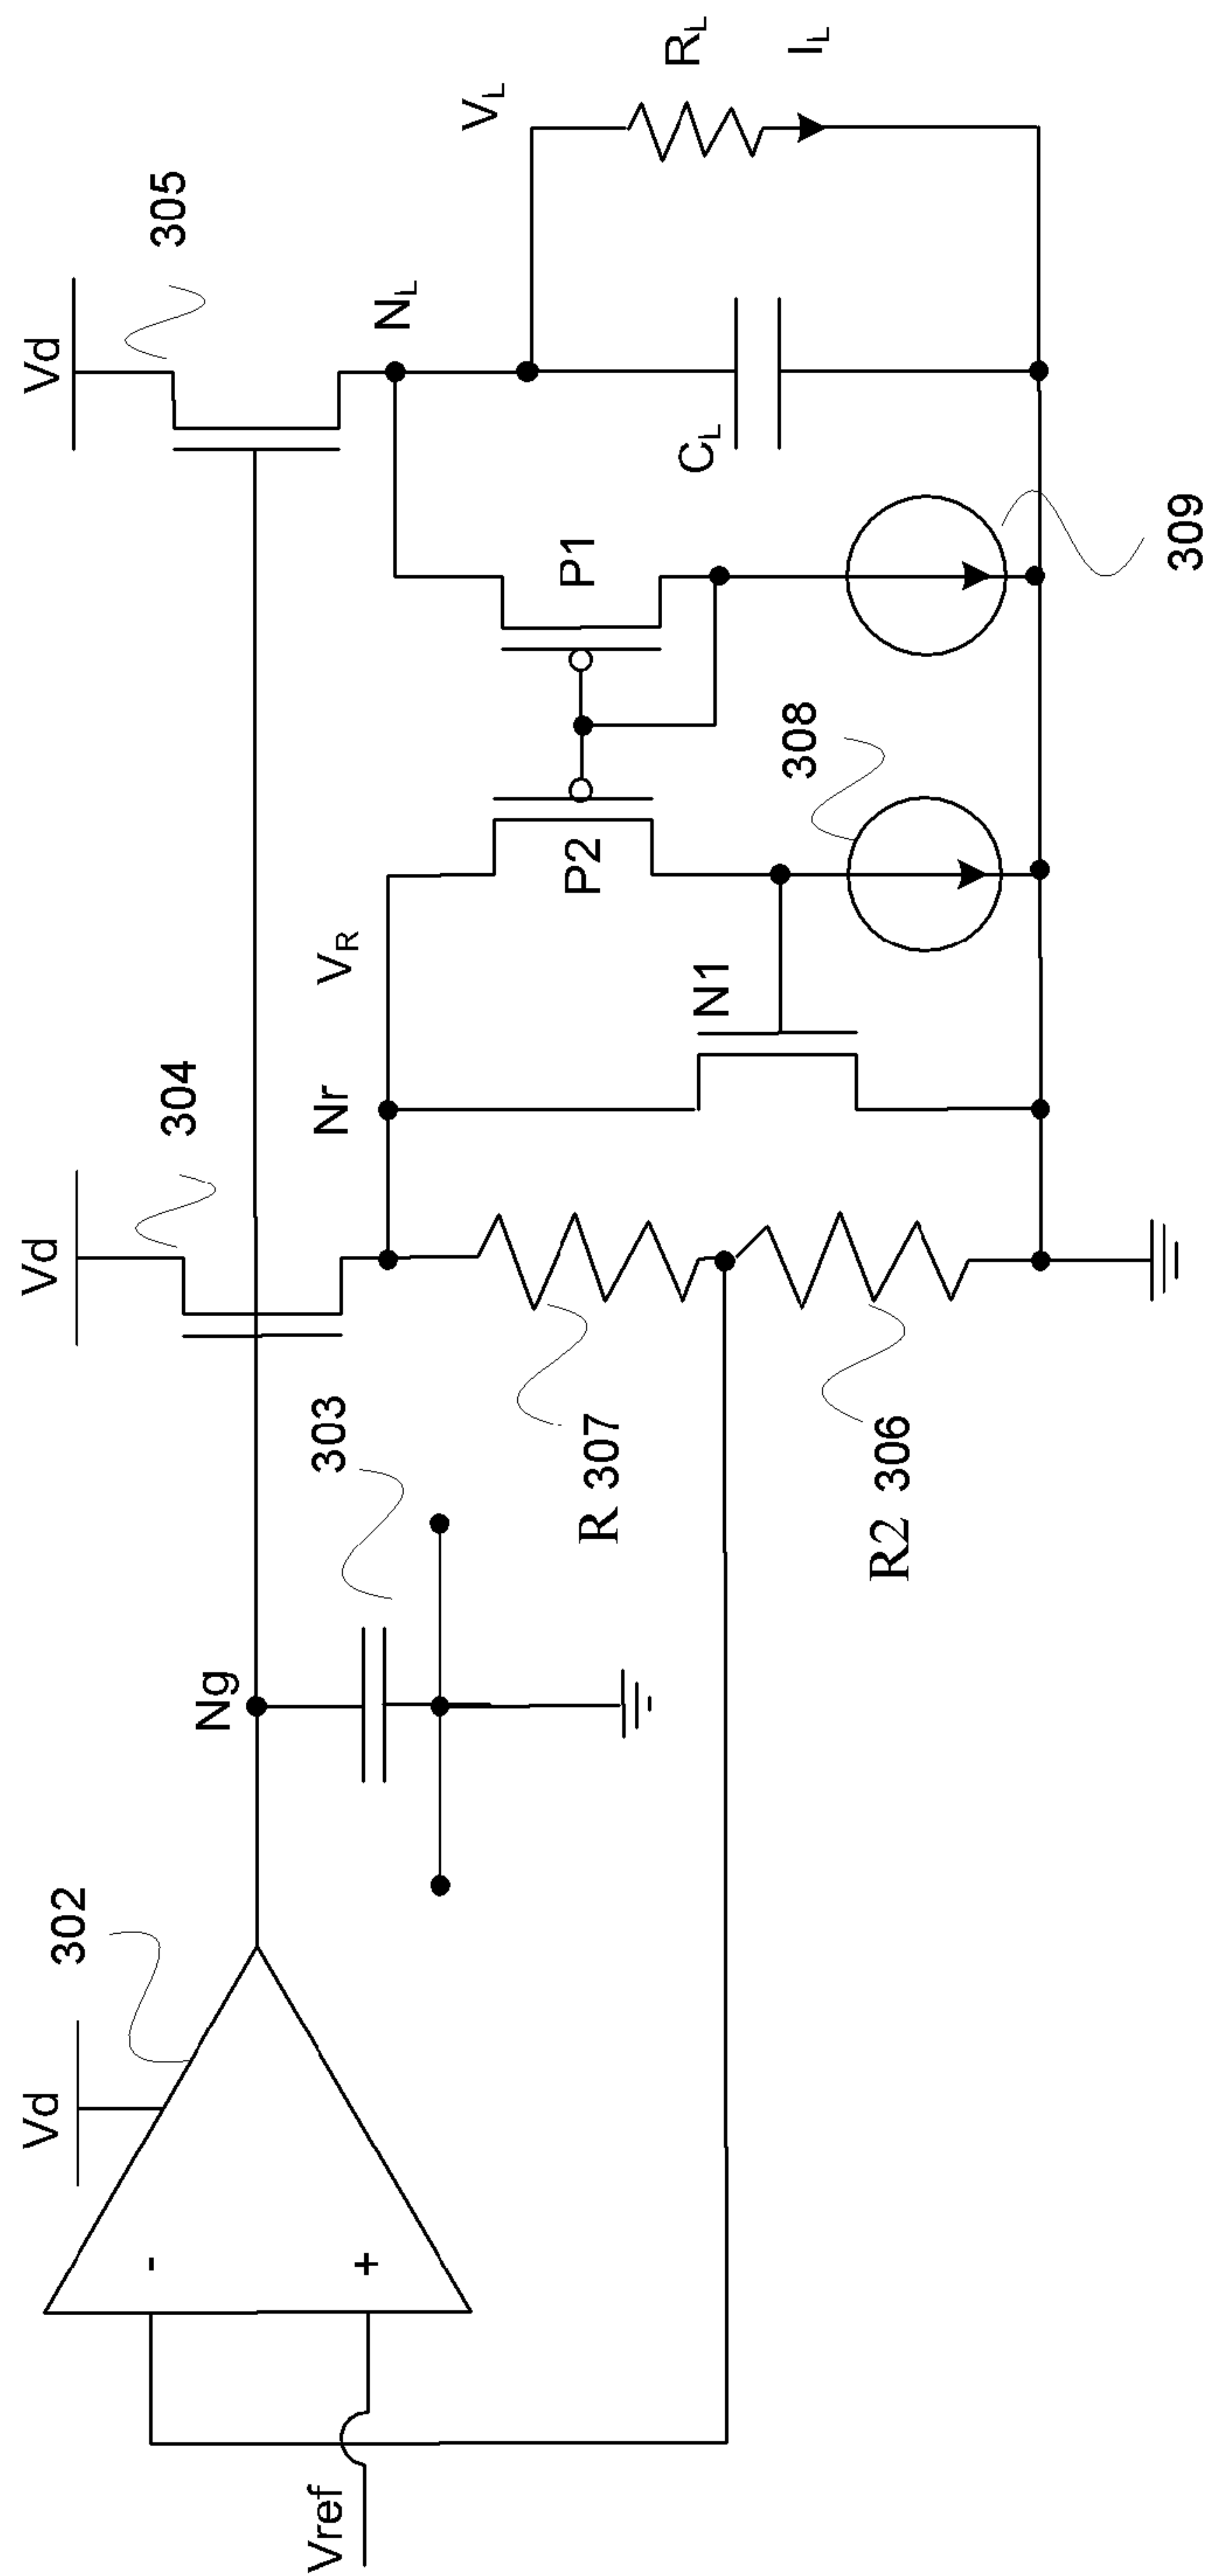 Vref
-
+
Vd
302
Ng
303
Vd
304
Nr
VR
R 307
R2 306
N1
P2
308
P1
309
Vd
305
NL
CL
VL
RL
IL